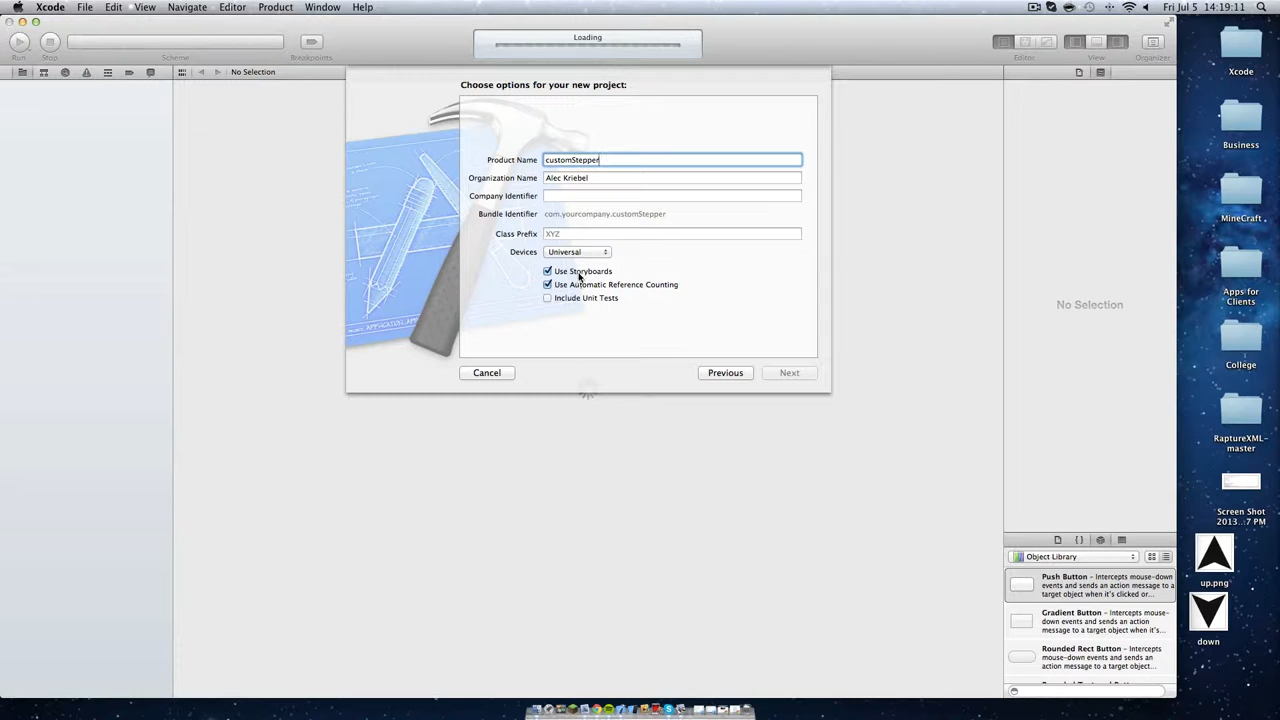 Xcode File Edit View Navigate Editor Product Window Help Fri Jul 5 14:19:11
Loading
Run Stop Scheme Breakpoints Editor View Organizer
No Selection
Choose options for your new project:
Product Name customStepper
Organization Name Alec Kriebel
Company Identifier
Bundle Identifier com.yourcompany.customStepper
Class Prefix XYZ
Devices Universal
Use Storyboards
Use Automatic Reference Counting
Include Unit Tests
Cancel Previous Next
No Selection
Object Library
Push Button – Intercepts mouse-down
events and sends an action message to a
target object when it's clicked or…
Gradient Button – Intercepts mouse-
down events and sends an action
message to a target object when it's…
Rounded Rect Button – Intercepts
mouse-down events and sends an
action message to a target object…
Xcode
Business
MineCraft
Apps for
Clients
College
RaptureXML-
master
Screen Shot
2013...7 PM
up.png
down